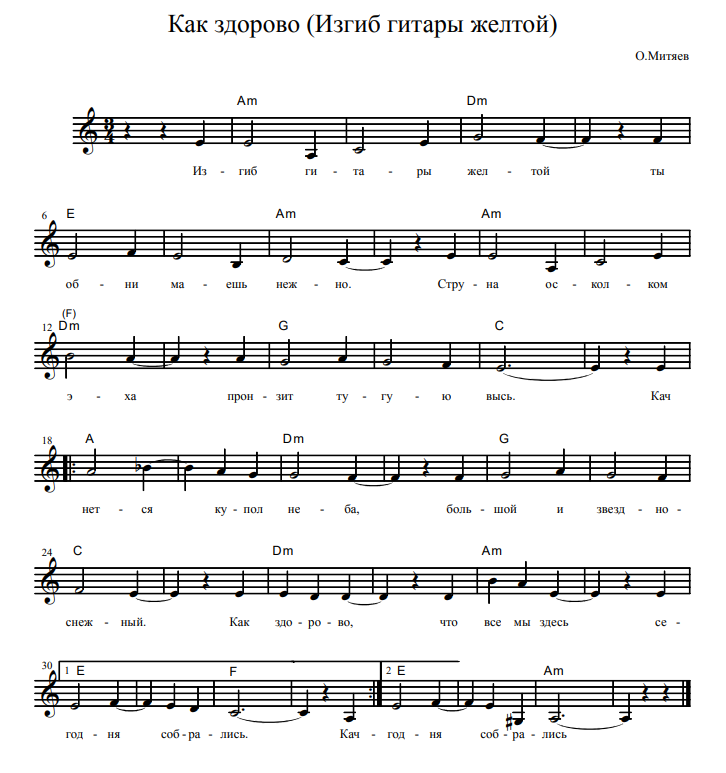 Как здорово (Изгиб гитары желтой)
О.Митяев
Am Dm
3
4
Из - гиб ги - та - ры жел - той ты
6 E Am Am
об - ни ма - ешь неж - но. Стру - на ос - кол - ком
(F)
12 Dm G C
э - ха прон - зит ту - гу - ю высь. Кач
18 A Dm G
нет - ся ку - пол не - ба, боль - шой и звезд - но -
24 C Dm Am
снеж - ный. Как здо - ро - во, что все мы здесь се -
30 1 E F 2 E Am
год - ня соб - ра - лись. Кач - год - ня соб - ра - лись